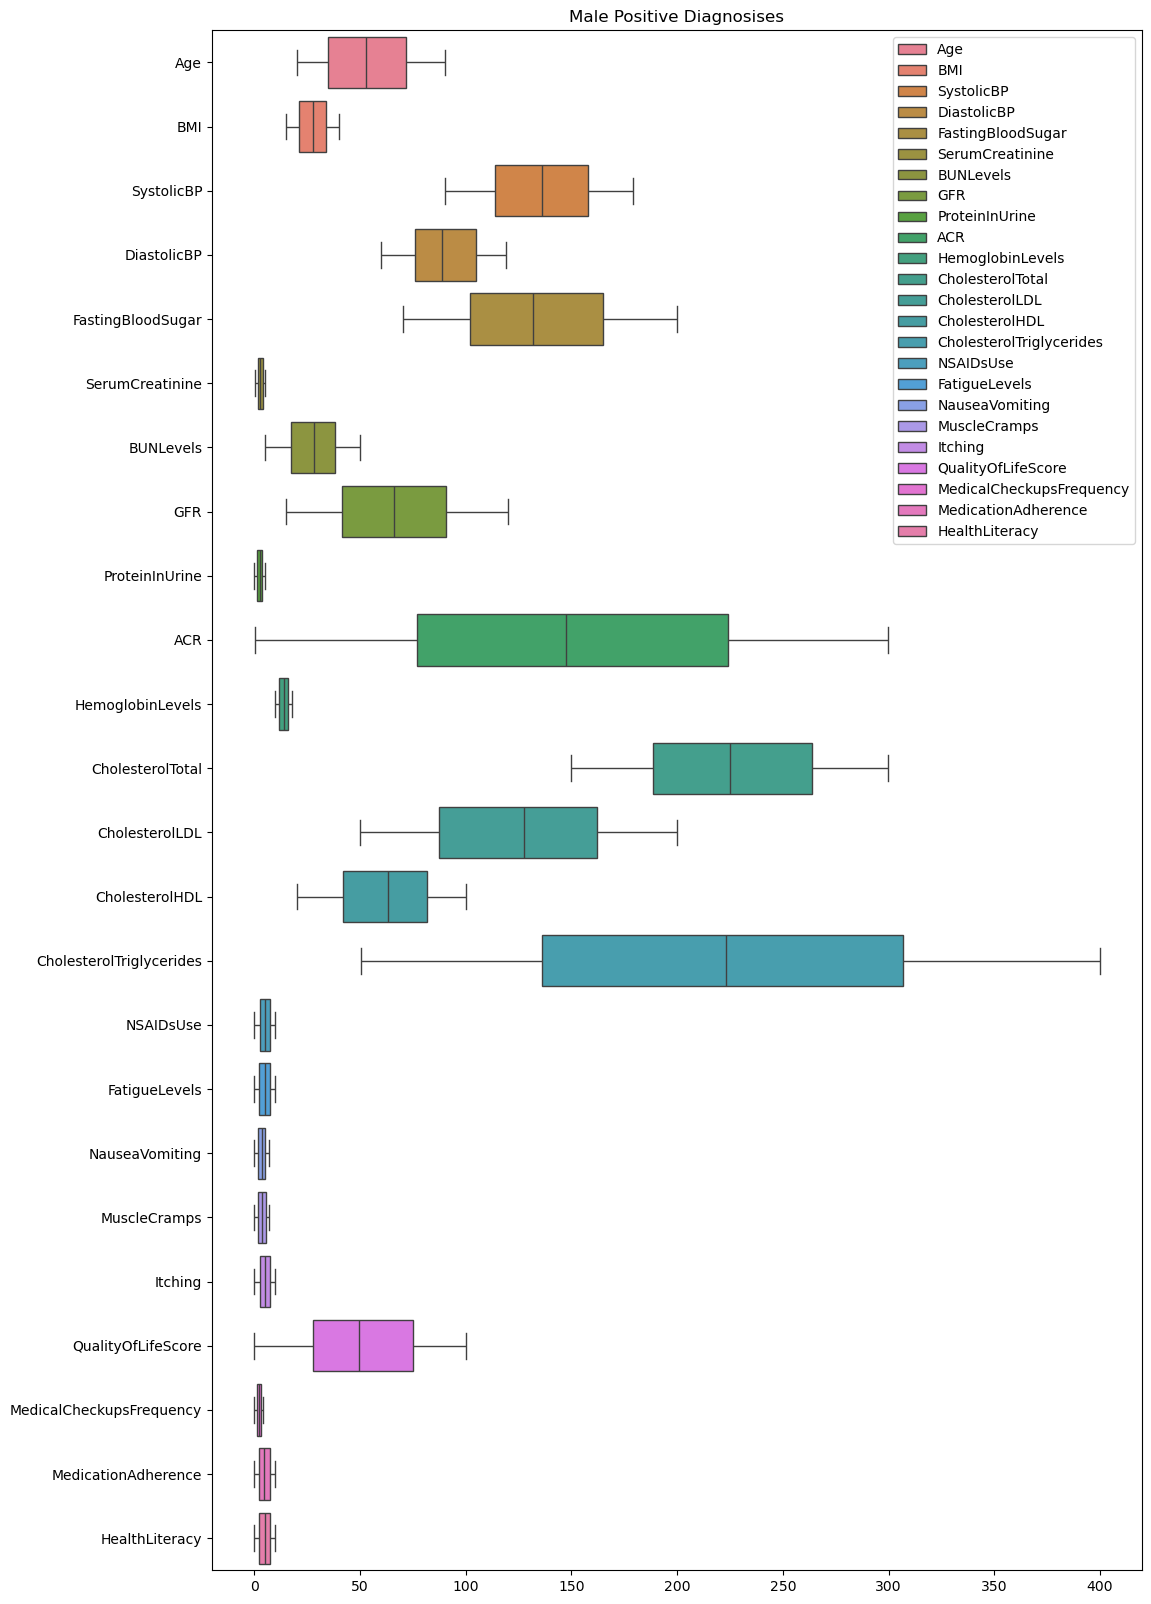 Male Positive Diagnosises
Age
BMI
SystolicBP
DiastolicBP
FastingBloodSugar
SerumCreatinine
BUNLevels
GFR
ProteinInUrine
ACR
HemoglobinLevels
CholesterolTotal
CholesterolLDL
CholesterolHDL
CholesterolTriglycerides
NSAIDsUse
FatigueLevels
NauseaVomiting
MuscleCramps
Itching
QualityOfLifeScore
MedicalCheckupsFrequency
MedicationAdherence
HealthLiteracy
Age
BMI
SystolicBP
DiastolicBP
FastingBloodSugar
SerumCreatinine
BUNLevels
GFR
ProteinInUrine
ACR
HemoglobinLevels
CholesterolTotal
CholesterolLDL
CholesterolHDL
CholesterolTriglycerides
NSAIDsUse
FatigueLevels
NauseaVomiting
MuscleCramps
Itching
QualityOfLifeScore
MedicalCheckupsFrequency
MedicationAdherence
HealthLiteracy
0 50 100 150 200 250 300 350 400